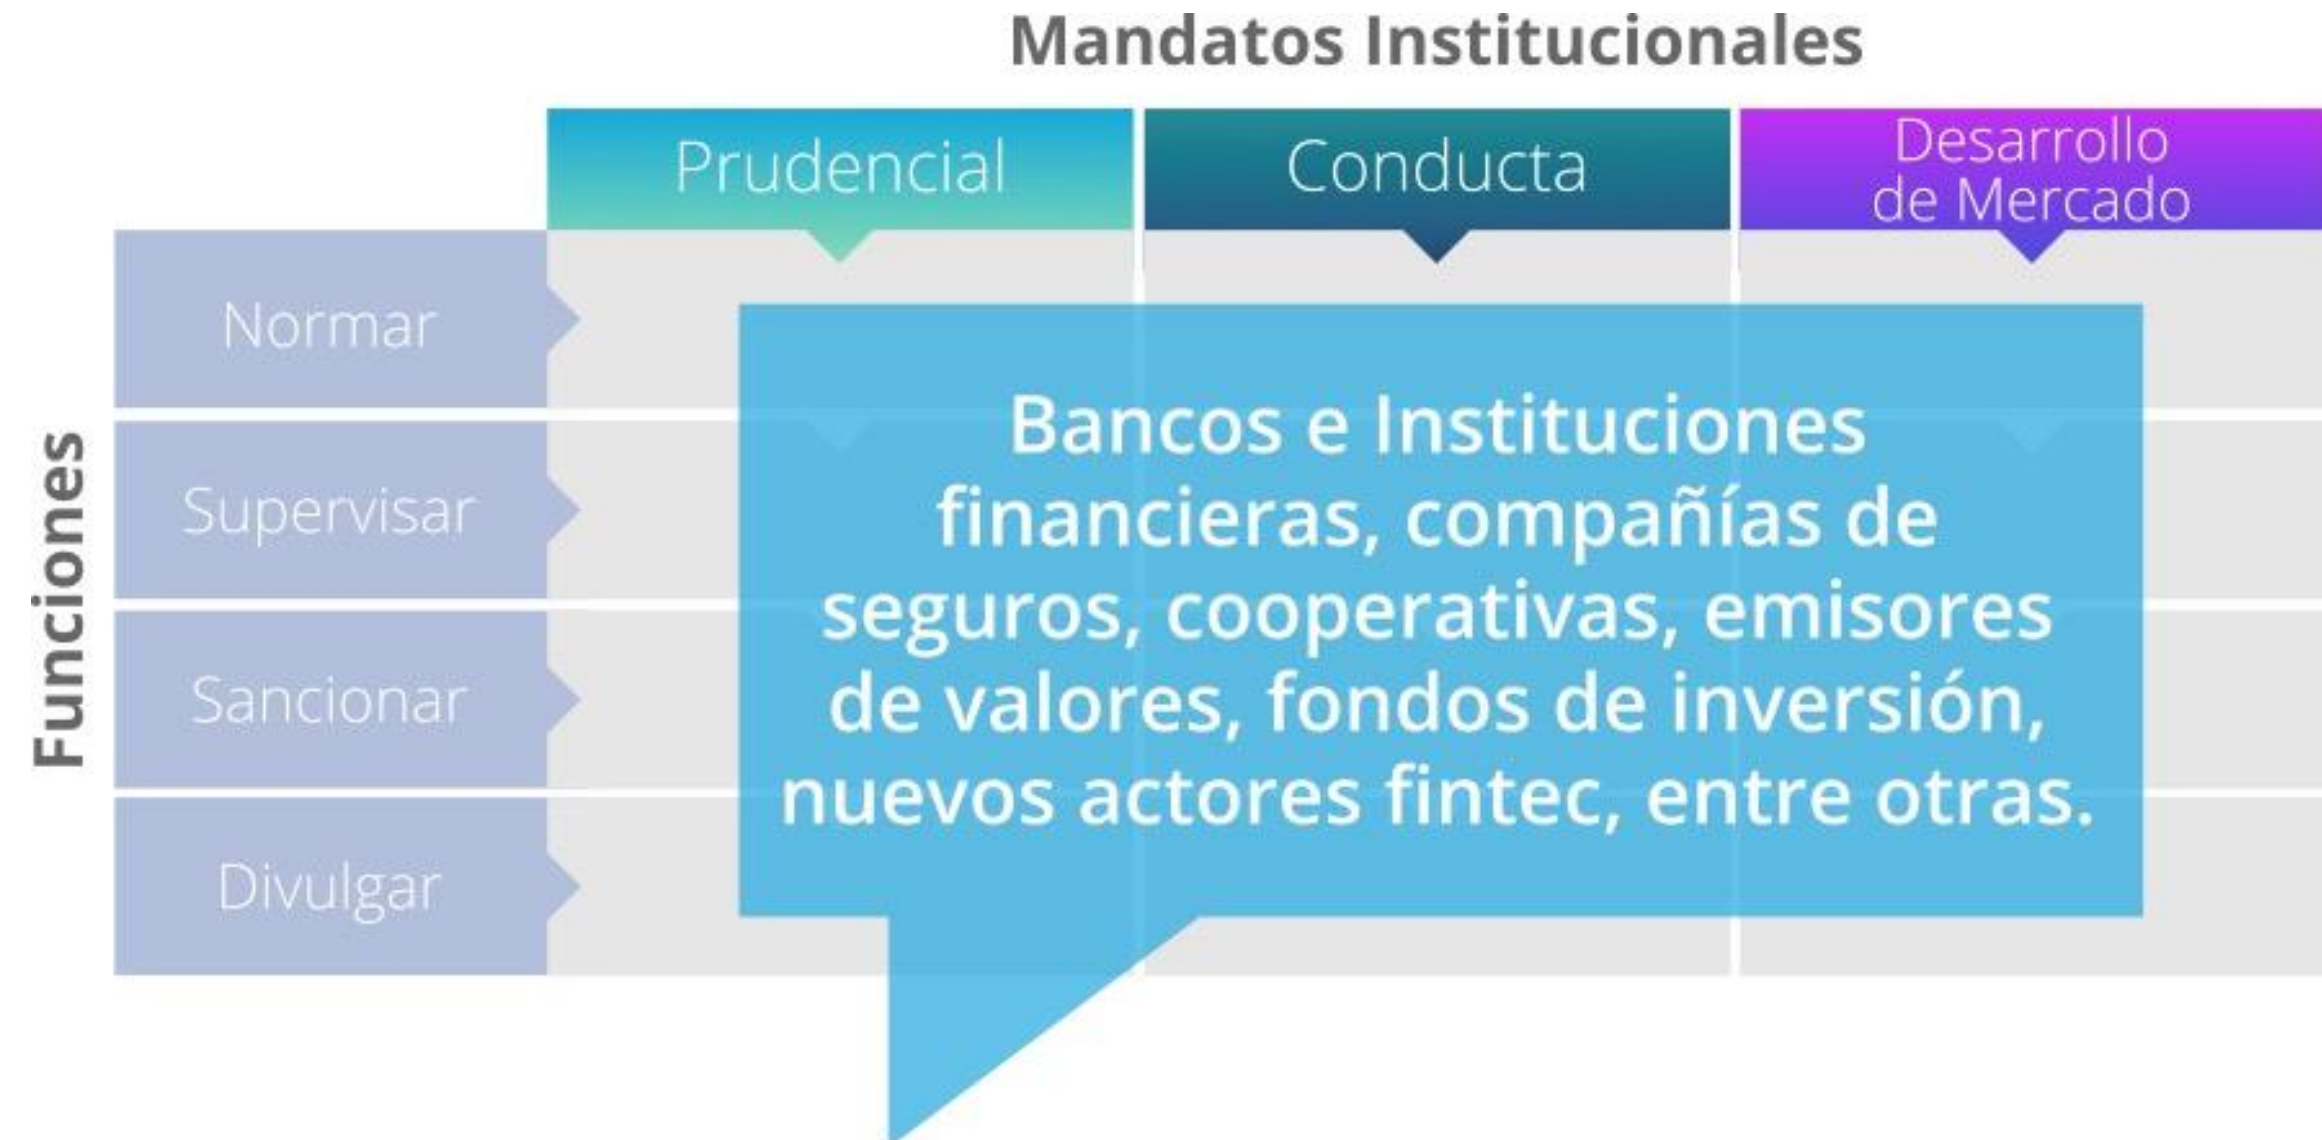 Mandatos Institucionales
Prudencial
Conducta
Desarrollo
de Mercado
Funciones
Normar
Supervisar
Sancionar
Divulgar
Bancos e Instituciones
financieras, compañías de
seguros, cooperativas, emisores
de valores, fondos de inversión,
nuevos actores fintec, entre otras.